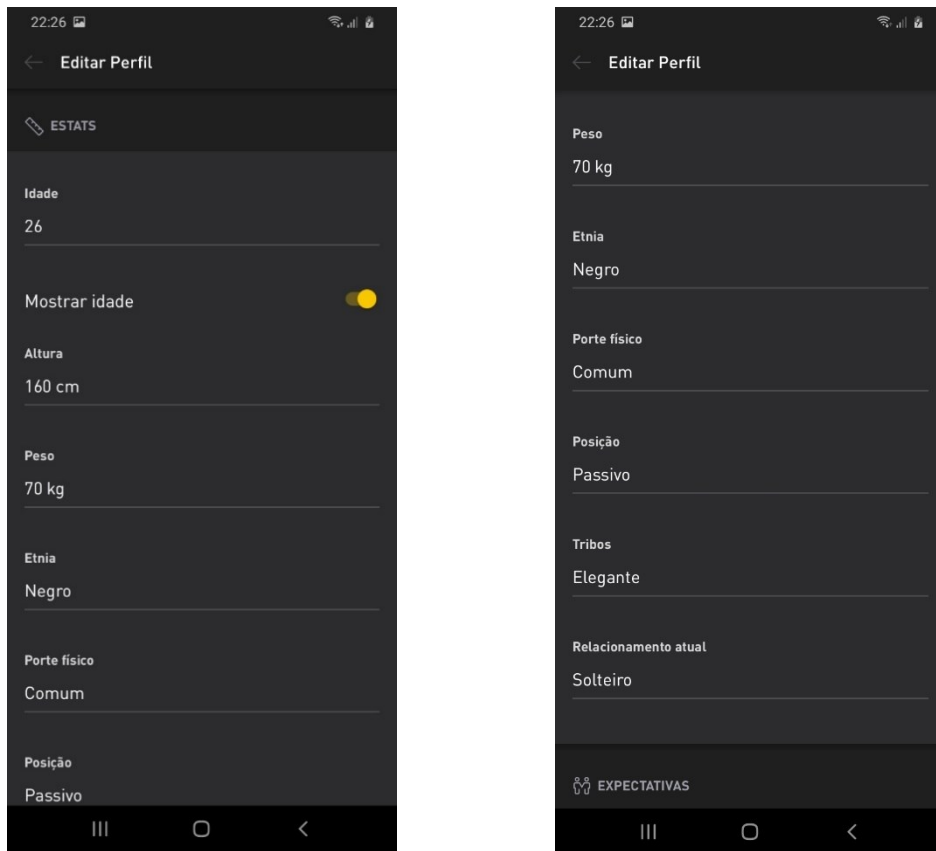 22:26
Editar Perfil
ESTATS
Idade
26
Mostrar idade
Altura
160 cm
Peso
70 kg
Etnia
Negro
Porte físico
Comum
Posição
Passivo
22:26
Editar Perfil
Peso
70 kg
Etnia
Negro
Porte físico
Comum
Posição
Passivo
Tribos
Elegante
Relacionamento atual
Solteiro
EXPECTATIVAS